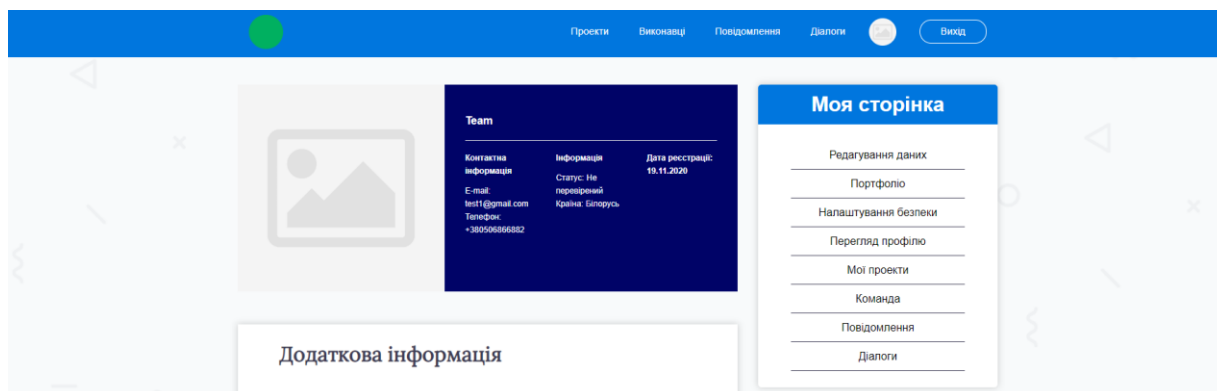 Проекти Виконавці Повідомлення Діалоги Вихід
Team
Контактна
інформація
E-mail:
test1@gmail.com
Телефон:
+380506866882
Інформація
Статус: Не
перевірений
Країна: Білорусь
Дата ресстрації:
19.11.2020
Моя сторінка
Редагування даних
Портфоліо
Налаштування безпеки
Перегляд профілю
Мої проекти
Команда
Повідомлення
Діалоги
Додаткова інформація